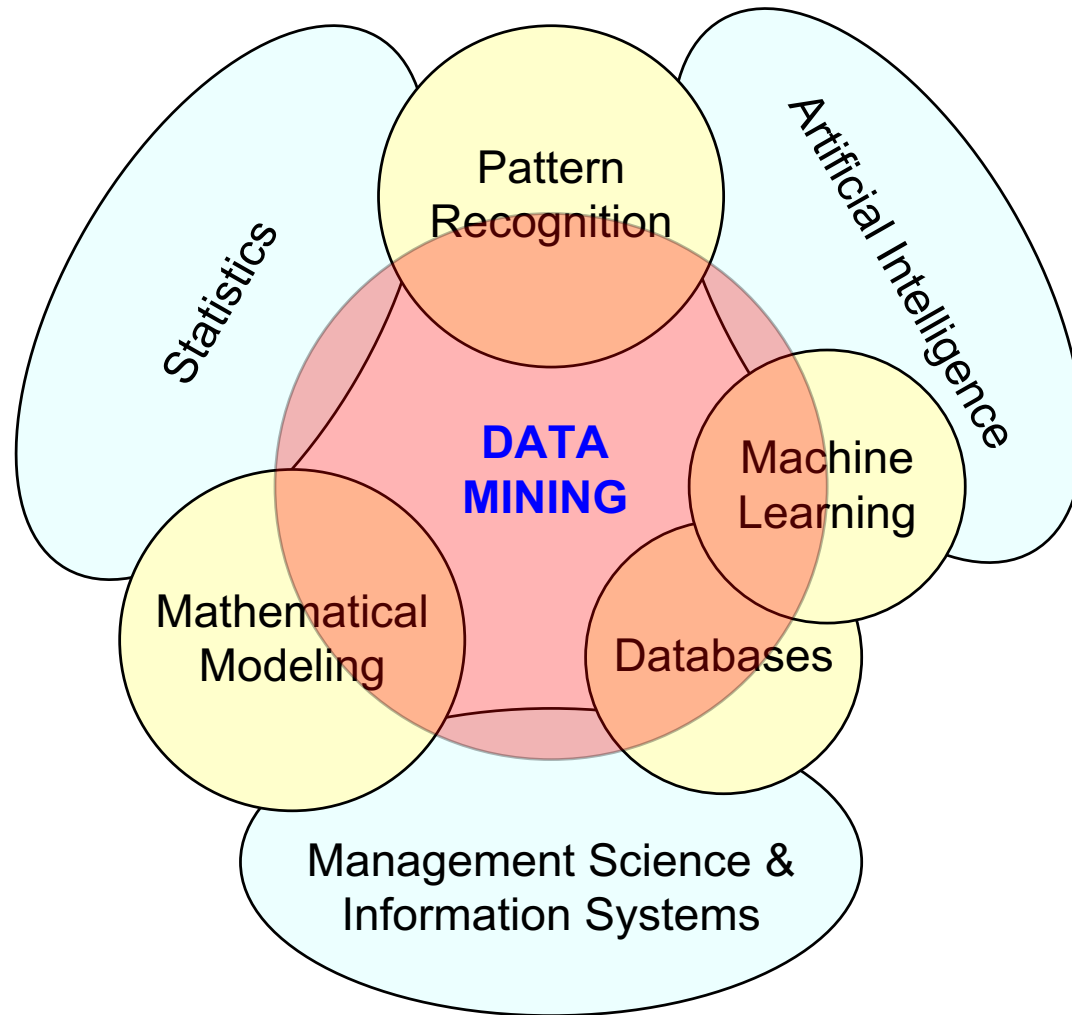 Pattern
Recognition
Artificial Intelligence
Statistics
DATA
MINING
Machine
Learning
Mathematical
Modeling
Databases
Management Science &
Information Systems